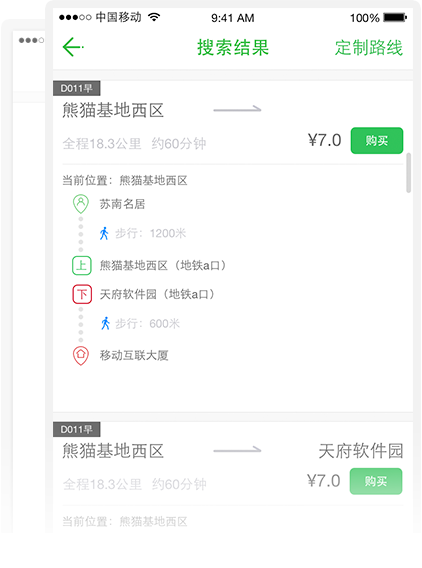 中国移动 9:41 AM 100%
搜索结果 定制路线
D011早
熊猫基地西区
全程18.3公里 约60分钟 ¥7.0 购买
当前位置：熊猫基地西区
苏南名居
步行：1200米
上 熊猫基地西区（地铁a口）
下 天府软件园（地铁a口）
步行：600米
移动互联大厦
D011早
熊猫基地西区 天府软件园
全程18.3公里 约60分钟 ¥7.0 购买
当前位置：熊猫基地西区